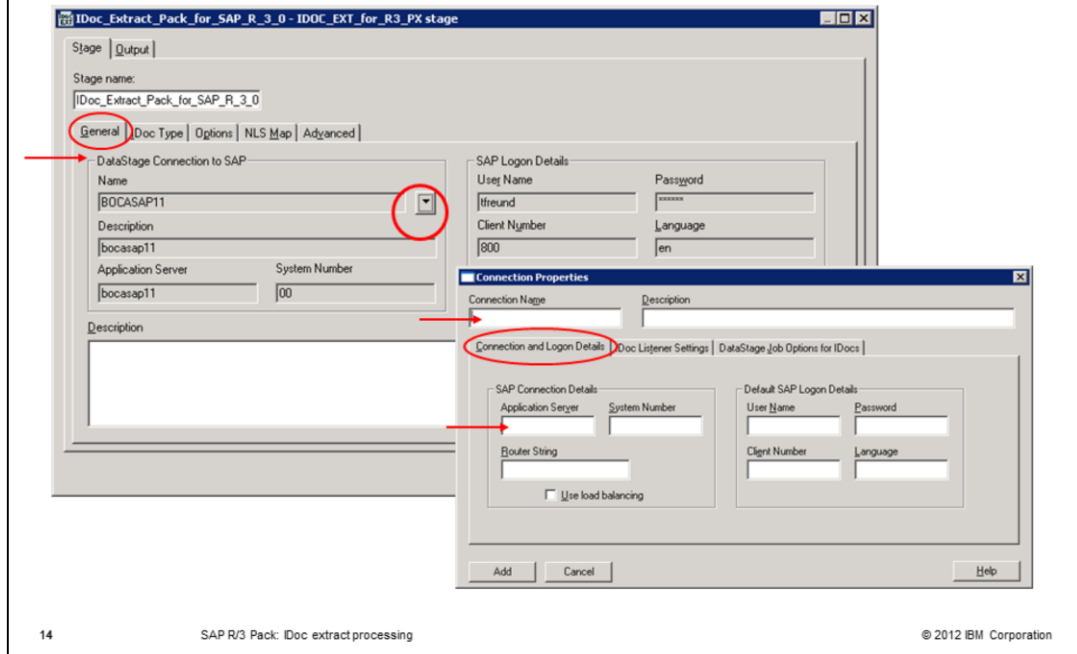 IDoc_Extract_Pack_for_SAP_R_3_0 - IDOC_EXT_for_R3_PX stage
Stage Output
Stage name:
IDoc_Extract_Pack_for_SAP_R_3_0
General IDoc Type Options NLS Map Advanced
DataStage Connection to SAP
Name
BOCASAP11
Description
bocasap11
Application Server System Number
bocasap11 00
Description
SAP Logon Details
User Name Password
tfreund ******
Client Number Language
800 en
Connection Properties
Connection Name Description
Connection and Logon Details IDoc Listener Settings DataStage Job Options for IDocs
SAP Connection Details
Application Server System Number
Router String
Use load balancing
Default SAP Logon Details
User Name Password
Client Number Language
Add Cancel Help
14 SAP R/3 Pack: IDoc extract processing © 2012 IBM Corporation